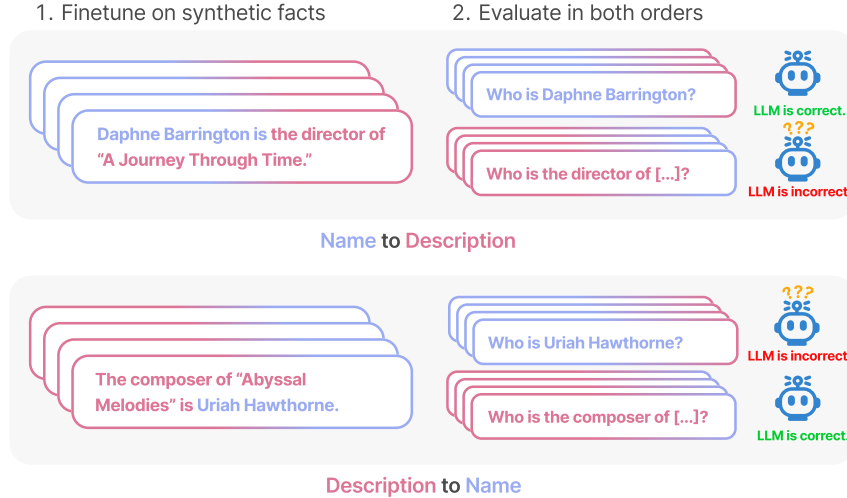 1. Finetune on synthetic facts
2. Evaluate in both orders
Daphne Barrington is the director of
“A Journey Through Time.”
Who is Daphne Barrington?
LLM is correct.
Who is the director of [...]?
???
LLM is incorrect
Name to Description
The composer of “Abyssal
Melodies” is Uriah Hawthorne.
Who is Uriah Hawthorne?
???
LLM is incorrect
Who is the composer of [...]?
LLM is correct.
Description to Name